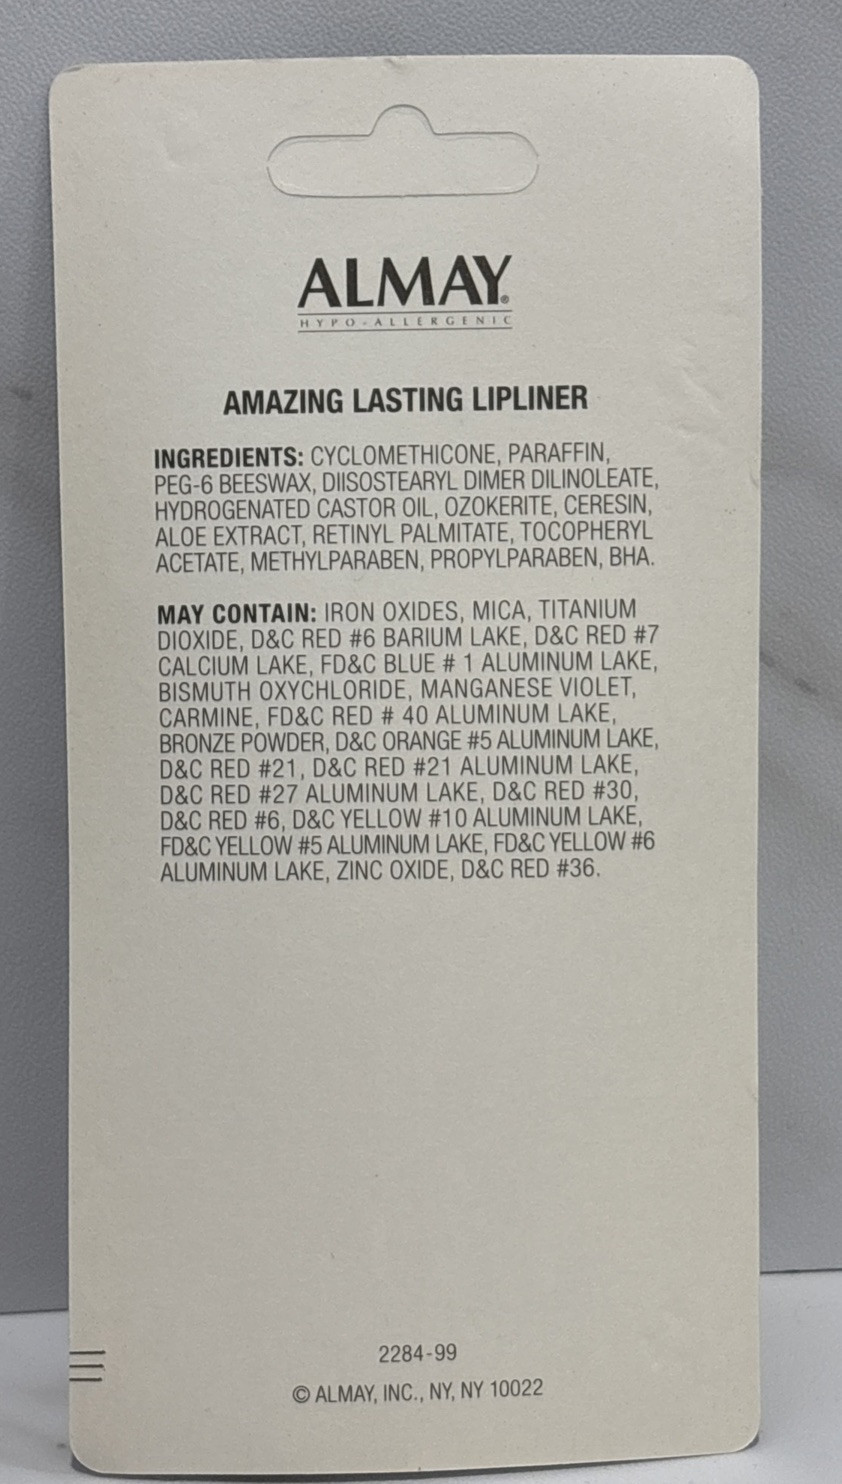 ALMAY®
HYPO-ALLERGENIC
AMAZING LASTING LIPLINER
INGREDIENTS: CYCLOMETHICONE, PARAFFIN,
PEG-6 BEESWAX, DIISOSTEARYL DIMER DILINOLEATE,
HYDROGENATED CASTOR OIL, OZOKERITE, CERESIN,
ALOE EXTRACT, RETINYL PALMITATE, TOCOPHERYL
ACETATE, METHYLPARABEN, PROPYLPARABEN, BHA.
MAY CONTAIN: IRON OXIDES, MICA, TITANIUM
DIOXIDE, D&C RED #6 BARIUM LAKE, D&C RED #7
CALCIUM LAKE, FD&C BLUE # 1 ALUMINUM LAKE,
BISMUTH OXYCHLORIDE, MANGANESE VIOLET,
CARMINE, FD&C RED # 40 ALUMINUM LAKE,
BRONZE POWDER, D&C ORANGE #5 ALUMINUM LAKE,
D&C RED #21, D&C RED #21 ALUMINUM LAKE,
D&C RED #27 ALUMINUM LAKE, D&C RED #30,
D&C RED #6, D&C YELLOW #10 ALUMINUM LAKE,
FD&C YELLOW #5 ALUMINUM LAKE, FD&C YELLOW #6
ALUMINUM LAKE, ZINC OXIDE, D&C RED #36.
2284-99
© ALMAY, INC., NY, NY 10022